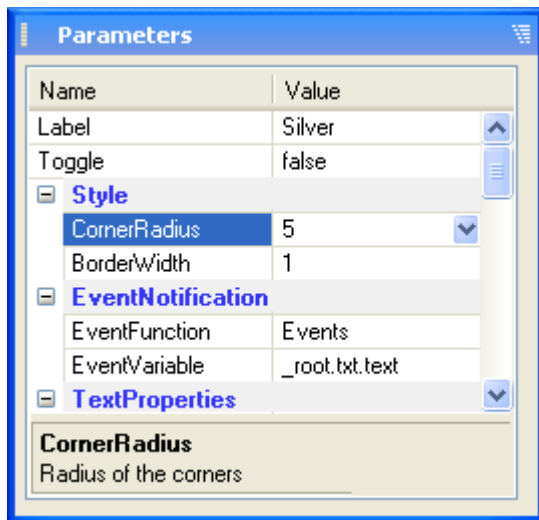 Parameters
Name Value
Label Silver
Toggle false
Style
CornerRadius 5
BorderWidth 1
EventNotification
EventFunction Events
EventVariable _root.txt.text
TextProperties
CornerRadius
Radius of the corners